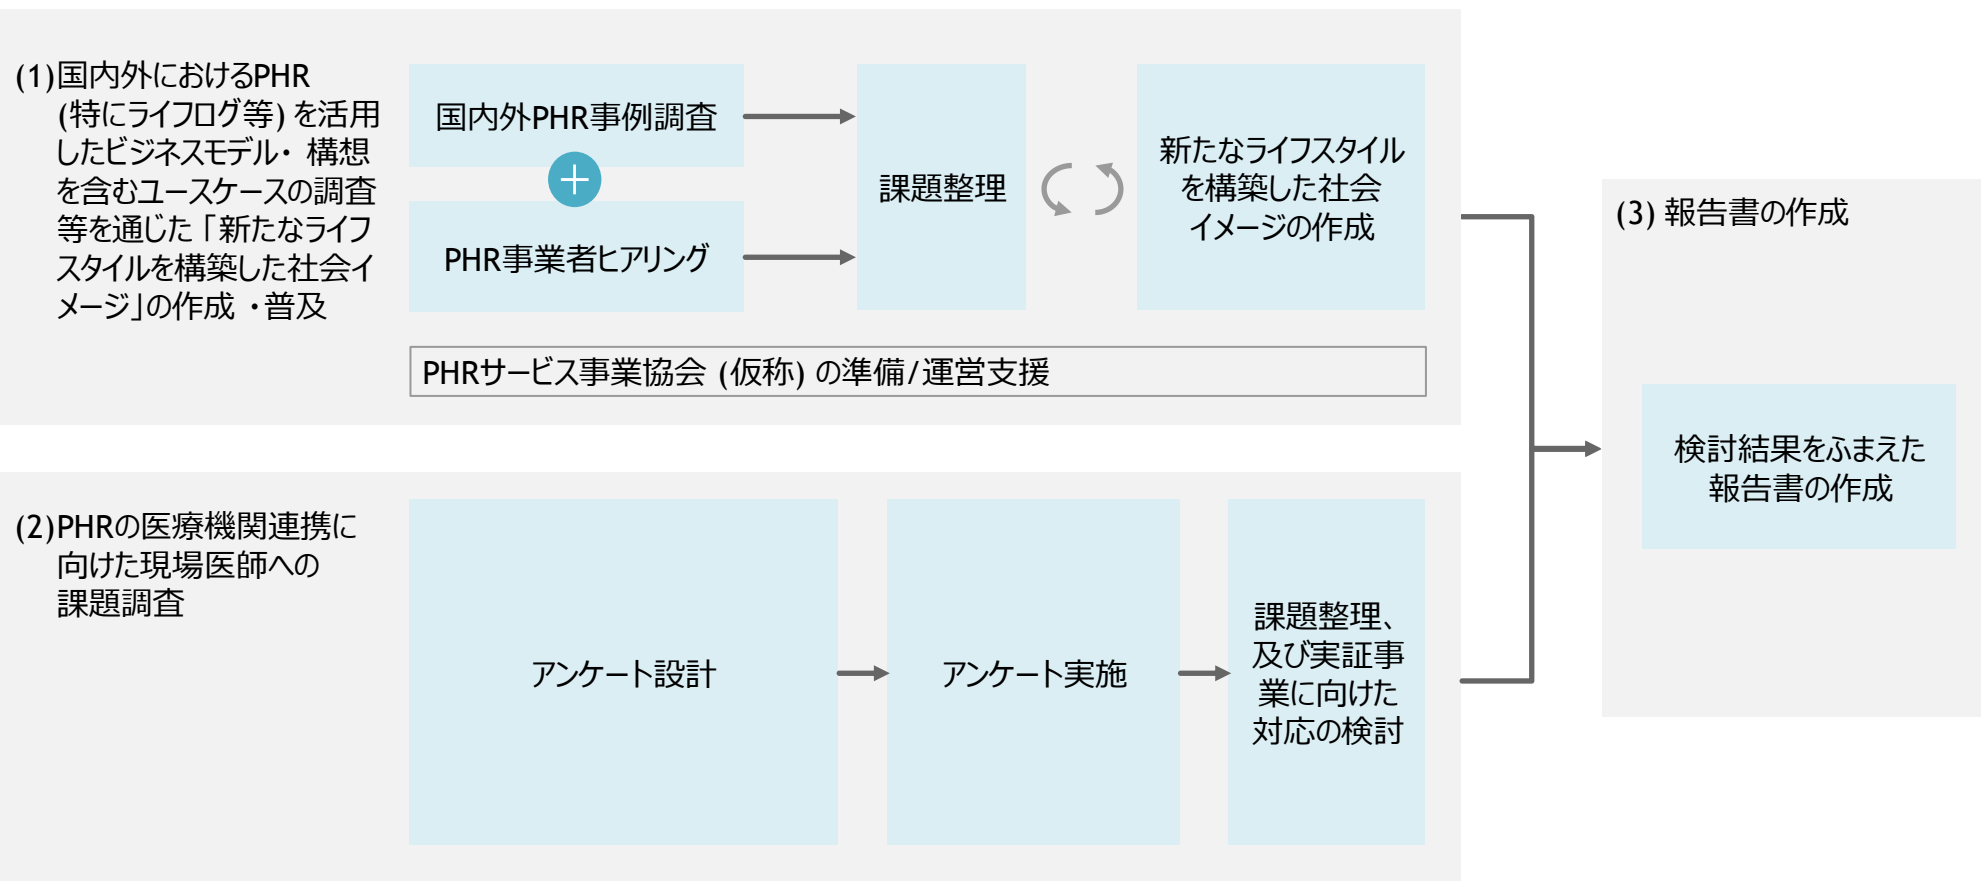 (1)国内外におけるPHR
(特にライフログ等) を活用
したビジネスモデル・ 構想
を含むユースケースの調査
等を通じた「新たなライフ
スタイルを構築した社会イ
メージ」の作成 ・普及
国内外PHR事例調査
PHR事業者ヒアリング
課題整理
新たなライフスタイル
を構築した社会
イメージの作成
PHRサービス事業協会 (仮称) の準備/運営支援
(2)PHRの医療機関連携に
向けた現場医師への
課題調査
アンケート設計
アンケート実施
課題整理、
及び実証事
業に向けた
対応の検討
(3) 報告書の作成
検討結果をふまえた
報告書の作成